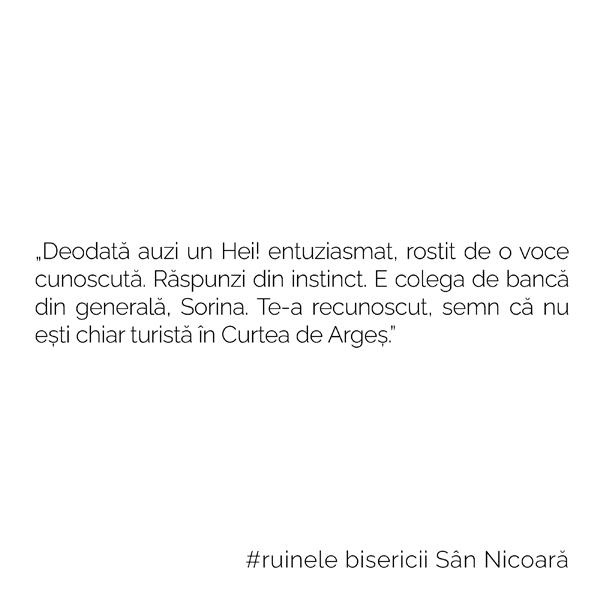 „Deodată auzi un Hei! entuziasmat, rostit de o voce
cunoscută. Răspunzi din instinct. E colega de bancă
din generală, Sorina. Te-a recunoscut, semn că nu
ești chiar turistă în Curtea de Argeș.”
#ruinele bisericii Sân Nicoară